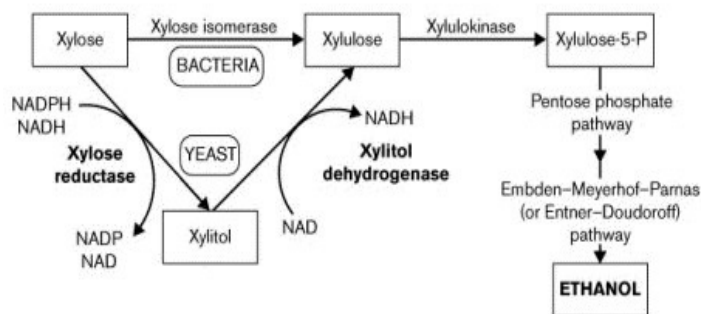 Xylose
Xylose isomerase
Xylulose
Xylulokinase
Xylulose-5-P
BACTERIA
NADPH
NADH
Xylose
reductase
YEAST
NADH
Xylitol
dehydrogenase
Pentose phosphate
pathway
NADP
NAD
Xylitol
NAD
Embden–Meyerhof–Parnas
(or Entner–Doudoroff)
pathway
ETHANOL